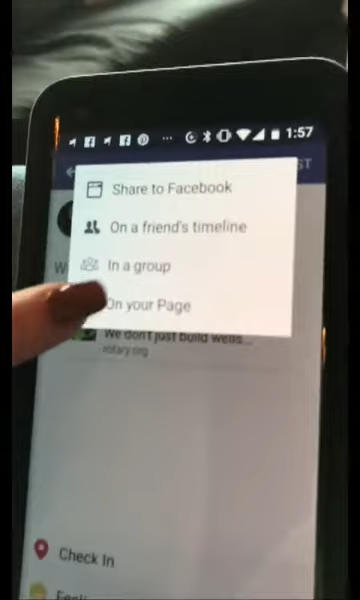 1:57
ST
Share to Facebook
On a friend's timeline
In a group
On your Page
We don't just build wells...
rotary.org
Check In